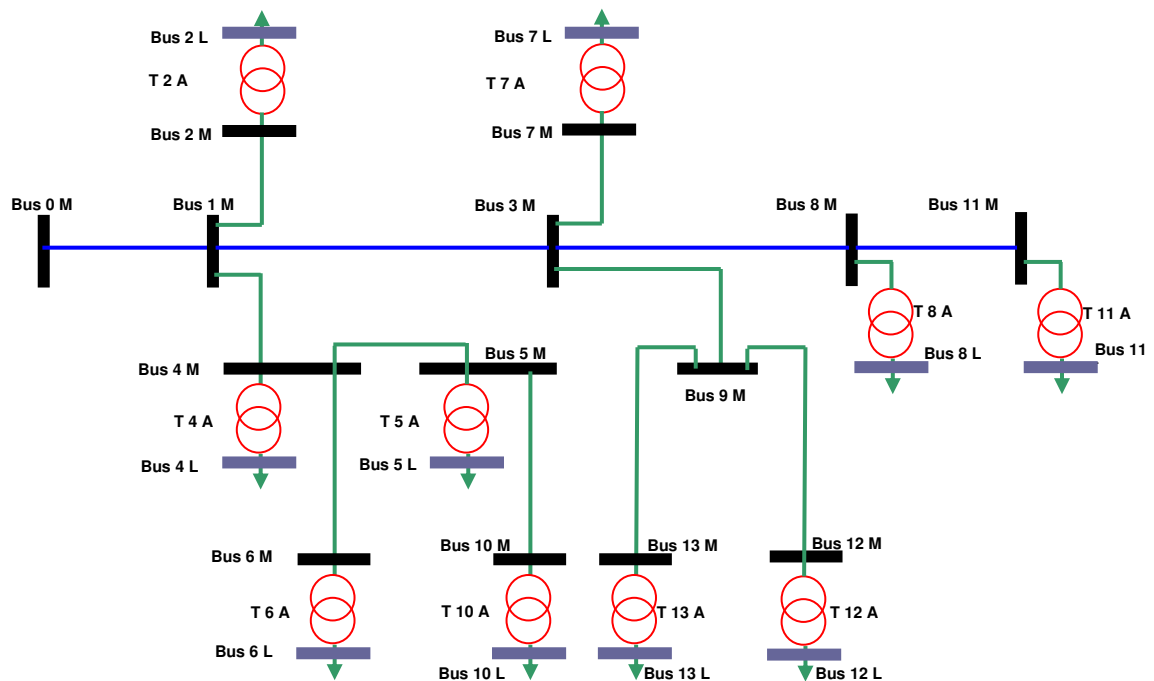 Bus 2 L
Bus 7 L
T 2 A
T 7 A
Bus 2 M
Bus 7 M
Bus 0 M
Bus 1 M
Bus 3 M
Bus 8 M
Bus 11 M
T 8 A
T 11 A
Bus 8 L
Bus 11
Bus 4 M
Bus 5 M
Bus 9 M
T 4 A
T 5 A
Bus 4 L
Bus 5 L
Bus 6 M
Bus 10 M
Bus 13 M
Bus 12 M
T 6 A
T 10 A
T 13 A
T 12 A
Bus 6 L
Bus 10 L
Bus 13 L
Bus 12 L